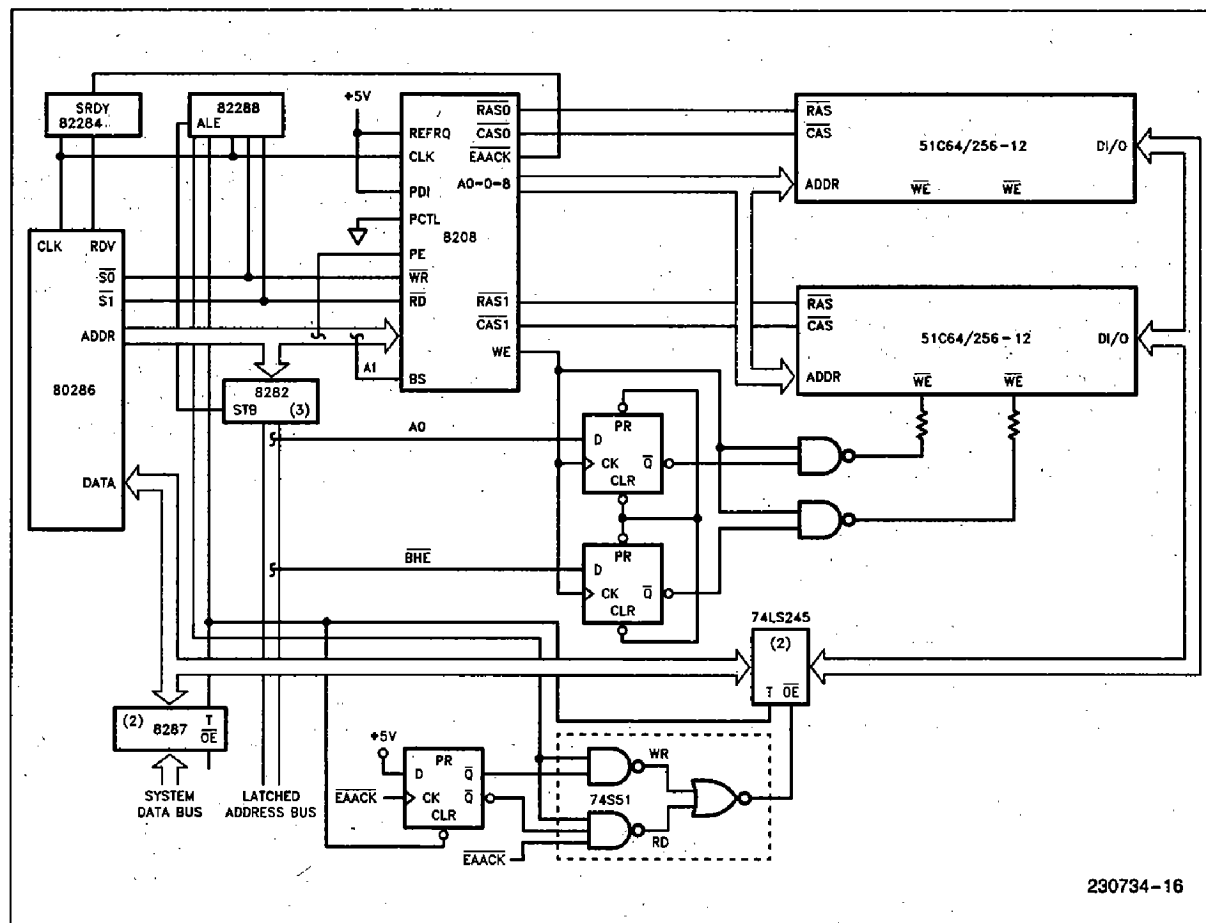 SRDY
82284
82288
ALE
+5V
REFRQ
CLK
PDI
PCTL
PE
WR
RD
BS
8208
RAS0
CAS0
EAACK
A0-0-8
RAS1
CAS1
WE
RAS
CAS
51C64/256-12
DI/O
ADDR
WE
WE
CLK
RDV
S0
S1
ADDR
80286
DATA
A1
8282
STB
(3)
RAS
CAS
51C64/256-12
DI/O
ADDR
WE
WE
A0
PR
D
CK
Q
CLR
BHE
PR
D
CK
Q
CLR
74LS245
(2)
T
OE
(2)
8287
T
OE
SYSTEM
DATA BUS
LATCHED
ADDRESS BUS
+5V
PR
D
Q
EAACK
CK
Q
CLR
WR
74S51
RD
EAACK
230734-16